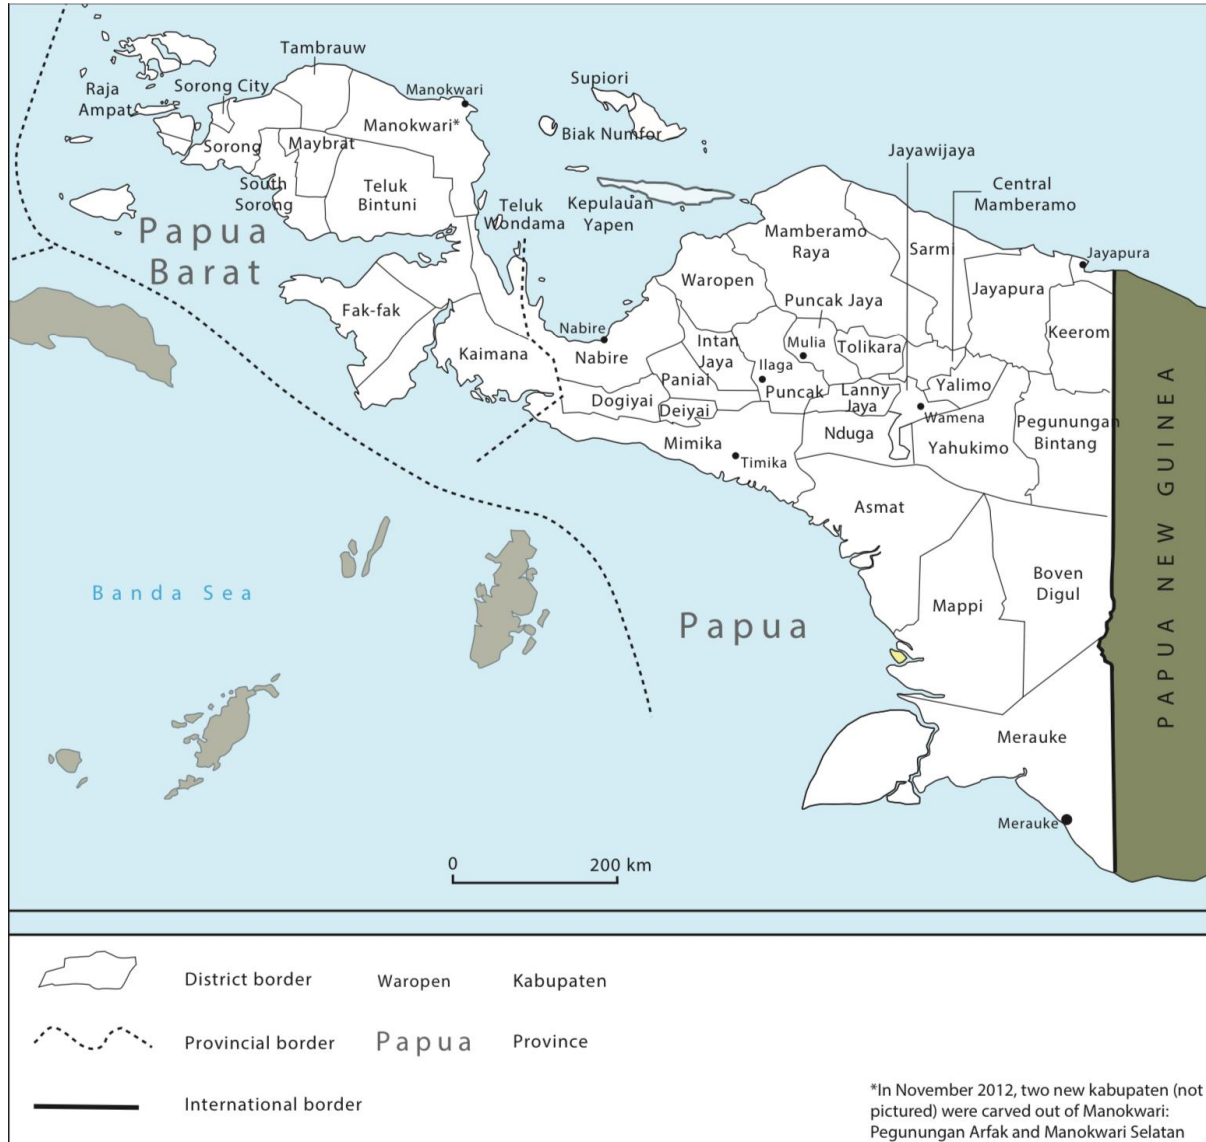 Tambrauw
Raja
Ampat
Sorong City
Manokwari
Supiori
Manokwari*
Biak Numfor
Sorong
Maybrat
Jayawijaya
South
Sorong
Teluk
Bintuni
Teluk
Wondama
Kepulauan
Yapen
Central
Mamberamo
Papua
Barat
Mamberamo
Raya
Sarmi
Jayapura
Waropen
Jayapura
Puncak Jaya
Fak-fak
Keerom
Kaimana
Nabire
Nabire
Intan
Jaya
Mulia
Tolikara
Ilaga
Paniai
Puncak
Lanny
Jaya
Yalimo
Dogiyai
Deiyai
Wamena
Pegunungan
Bintang
Mimika
Nduga
Yahukimo
Timika
Asmat
PAPUA NEW GUINEA
Banda Sea
Boven
Digul
Mappi
Papua
Merauke
Merauke
0 200 km
District border Waropen Kabupaten
Provincial border Papua Province
International border
*In November 2012, two new kabupaten (not
pictured) were carved out of Manokwari:
Pegunungan Arfak and Manokwari Selatan